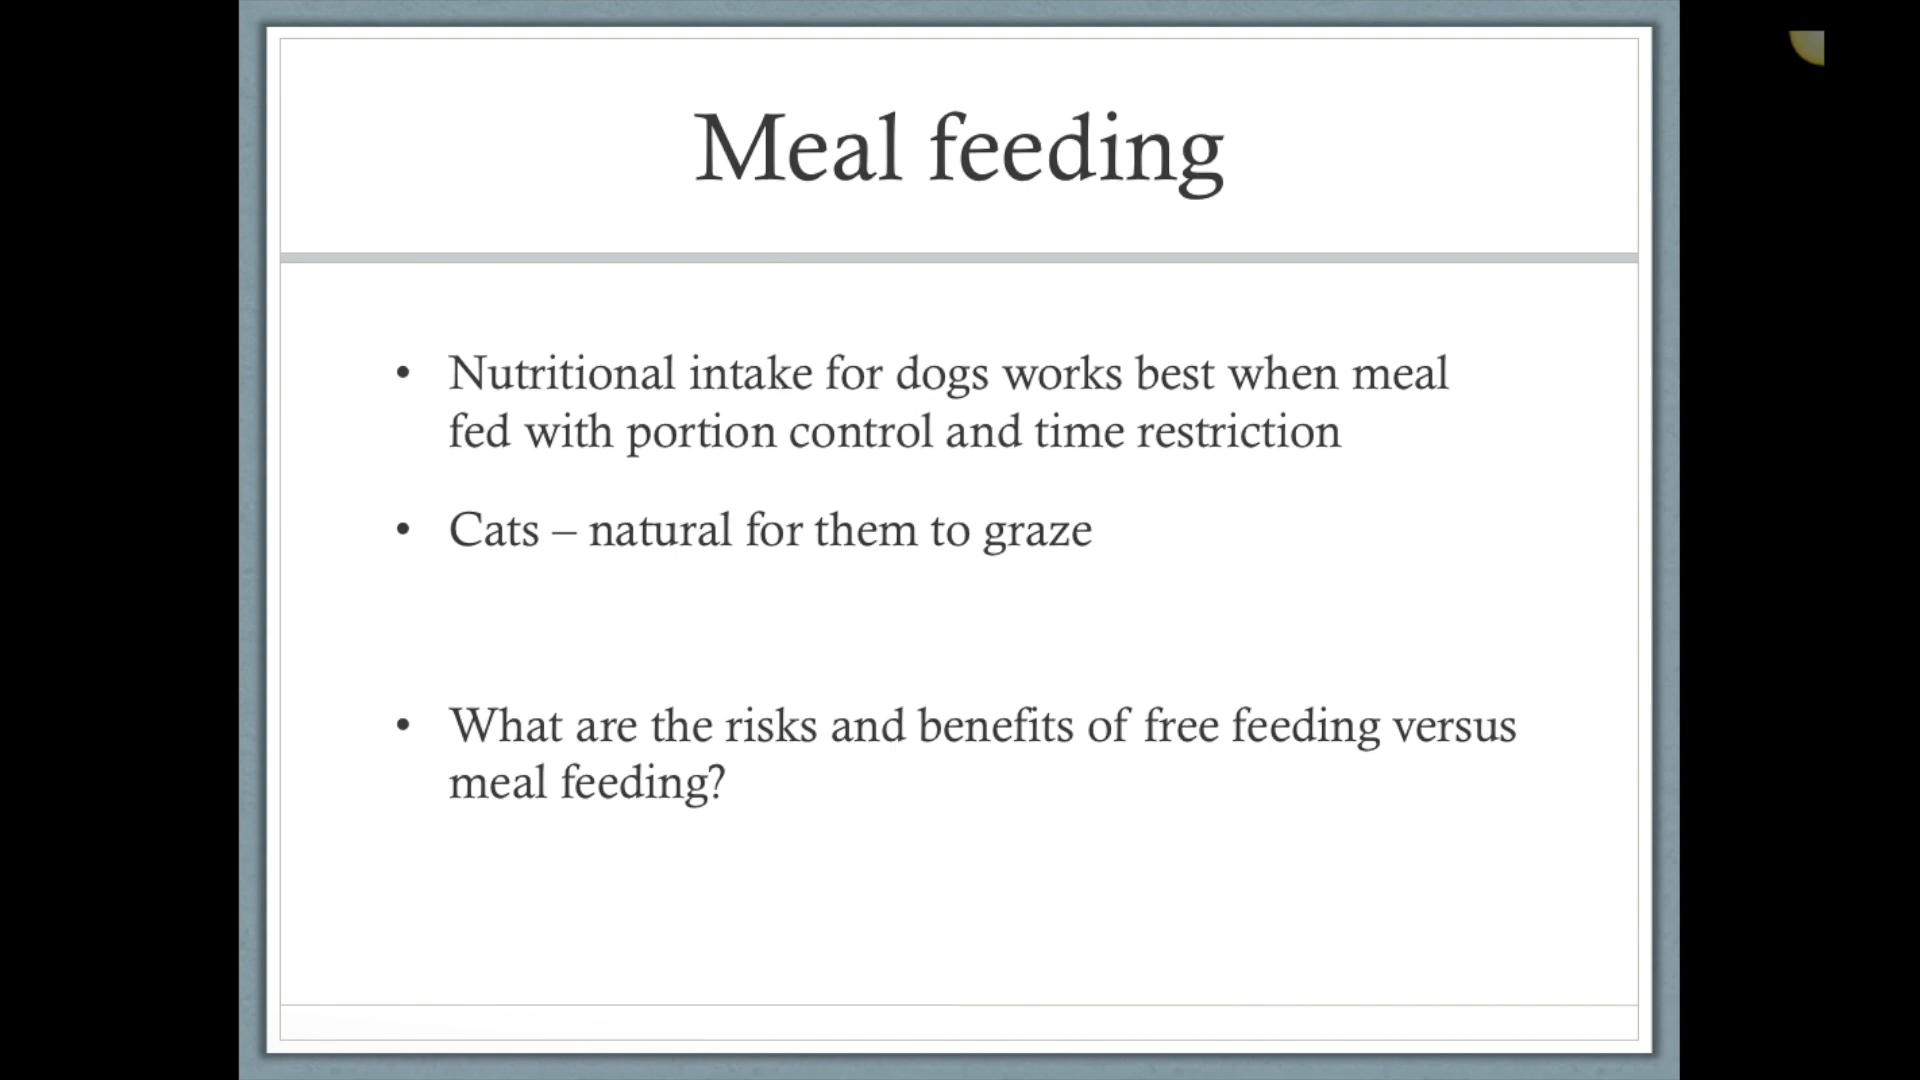 Meal feeding
• Nutritional intake for dogs works best when meal
fed with portion control and time restriction
• Cats – natural for them to graze
• What are the risks and benefits of free feeding versus
meal feeding?